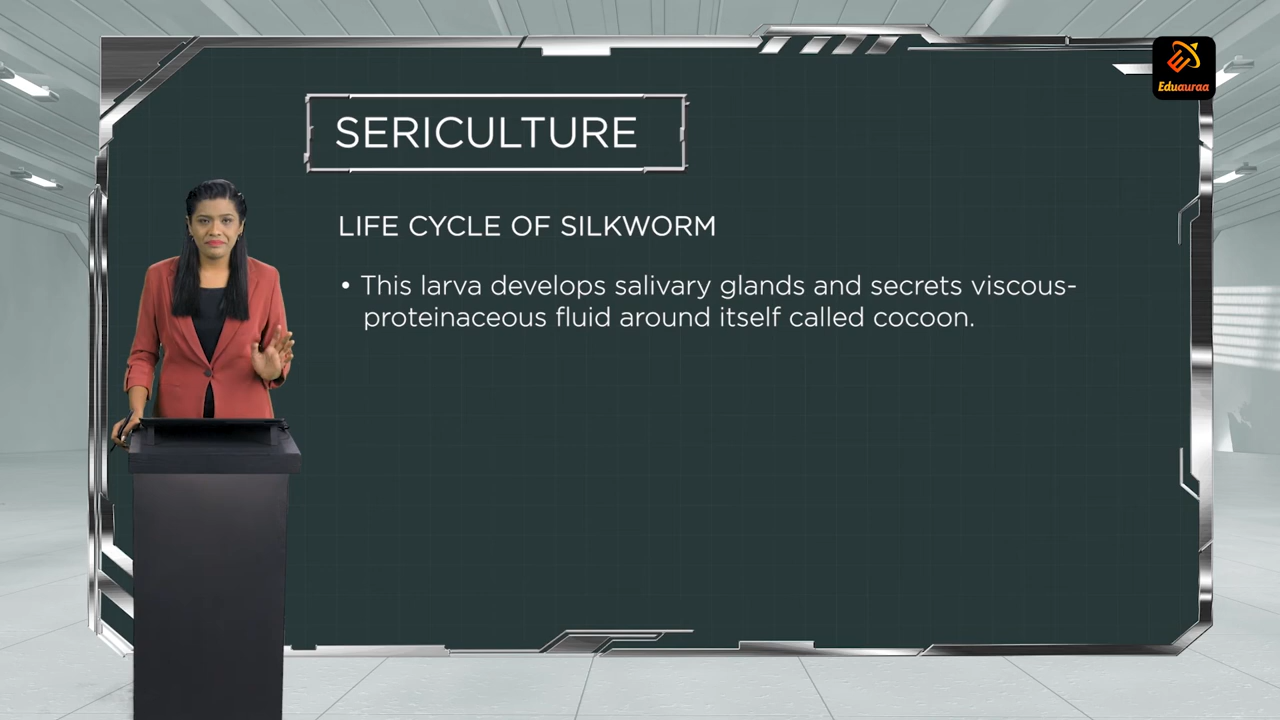 Eduauraa
SERICULTURE
LIFE CYCLE OF SILKWORM
• This larva develops salivary glands and secrets viscous-
proteinaceous fluid around itself called cocoon.